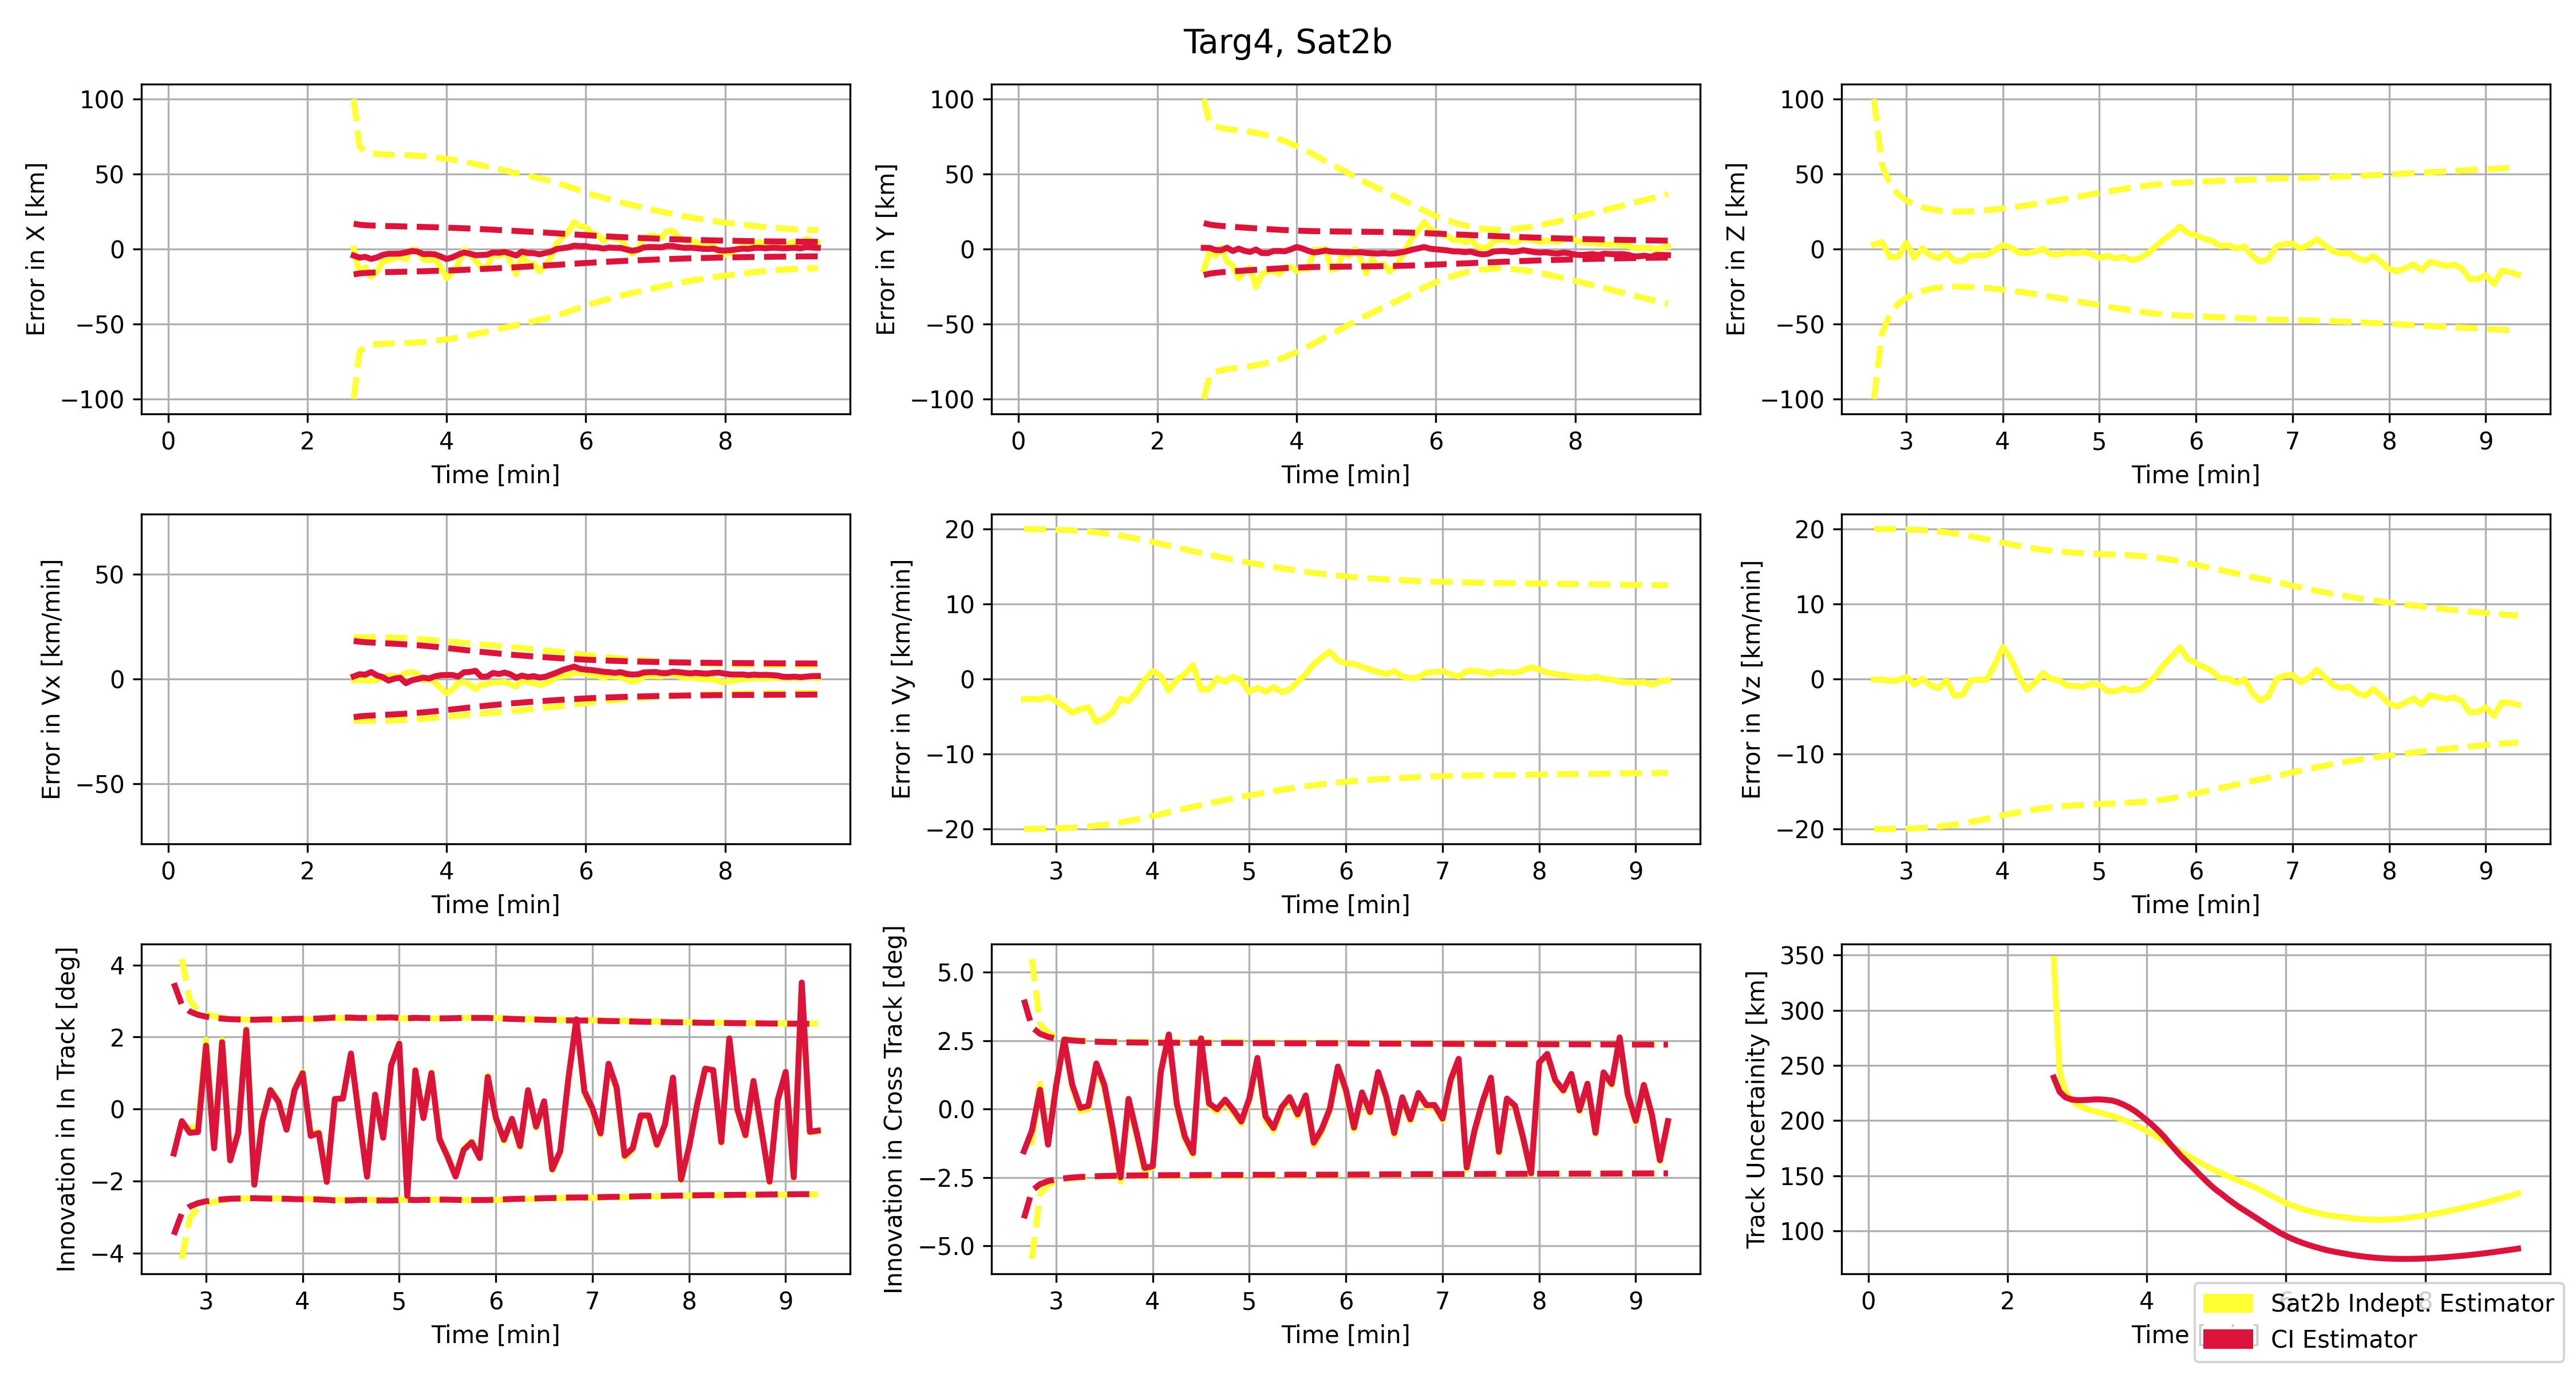 Targ4, Sat2b
Error in X [km]
100
50
0
−50
−100
0 2 4 6 8
Time [min]
Error in Y [km]
100
50
0
−50
−100
0 2 4 6 8
Time [min]
Error in Z [km]
100
50
0
−50
−100
3 4 5 6 7 8 9
Time [min]
Error in Vx [km/min]
50
0
−50
0 2 4 6 8
Time [min]
Error in Vy [km/min]
20
10
0
−10
−20
3 4 5 6 7 8 9
Time [min]
Error in Vz [km/min]
20
10
0
−10
−20
3 4 5 6 7 8 9
Time [min]
Innovation in In Track [deg]
4
2
0
−2
−4
3 4 5 6 7 8 9
Time [min]
Innovation in Cross Track [deg]
5.0
2.5
0.0
−2.5
−5.0
3 4 5 6 7 8 9
Time [min]
Track Uncertainity [km]
350
300
250
200
150
100
0 2 4 8
Time
Sat2b Indept. Estimator
CI Estimator